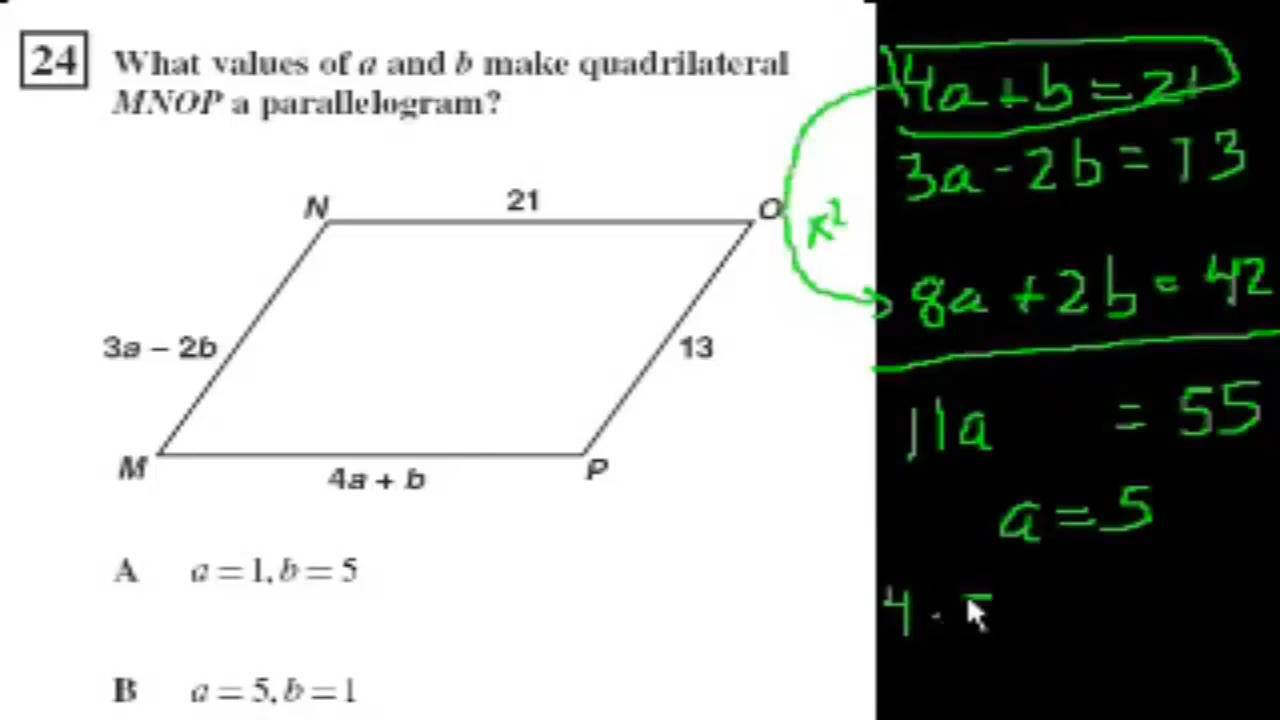 24 What values of a and b make quadrilateral
MNOP a parallelogram?
N 21 O
3a – 2b
13
M 4a + b P
A a = 1, b = 5
B a = 5, b = 1
4a + b = 21
3a - 2b = 13
x2
8a + 2b = 42
11a = 55
a = 5
4 ·